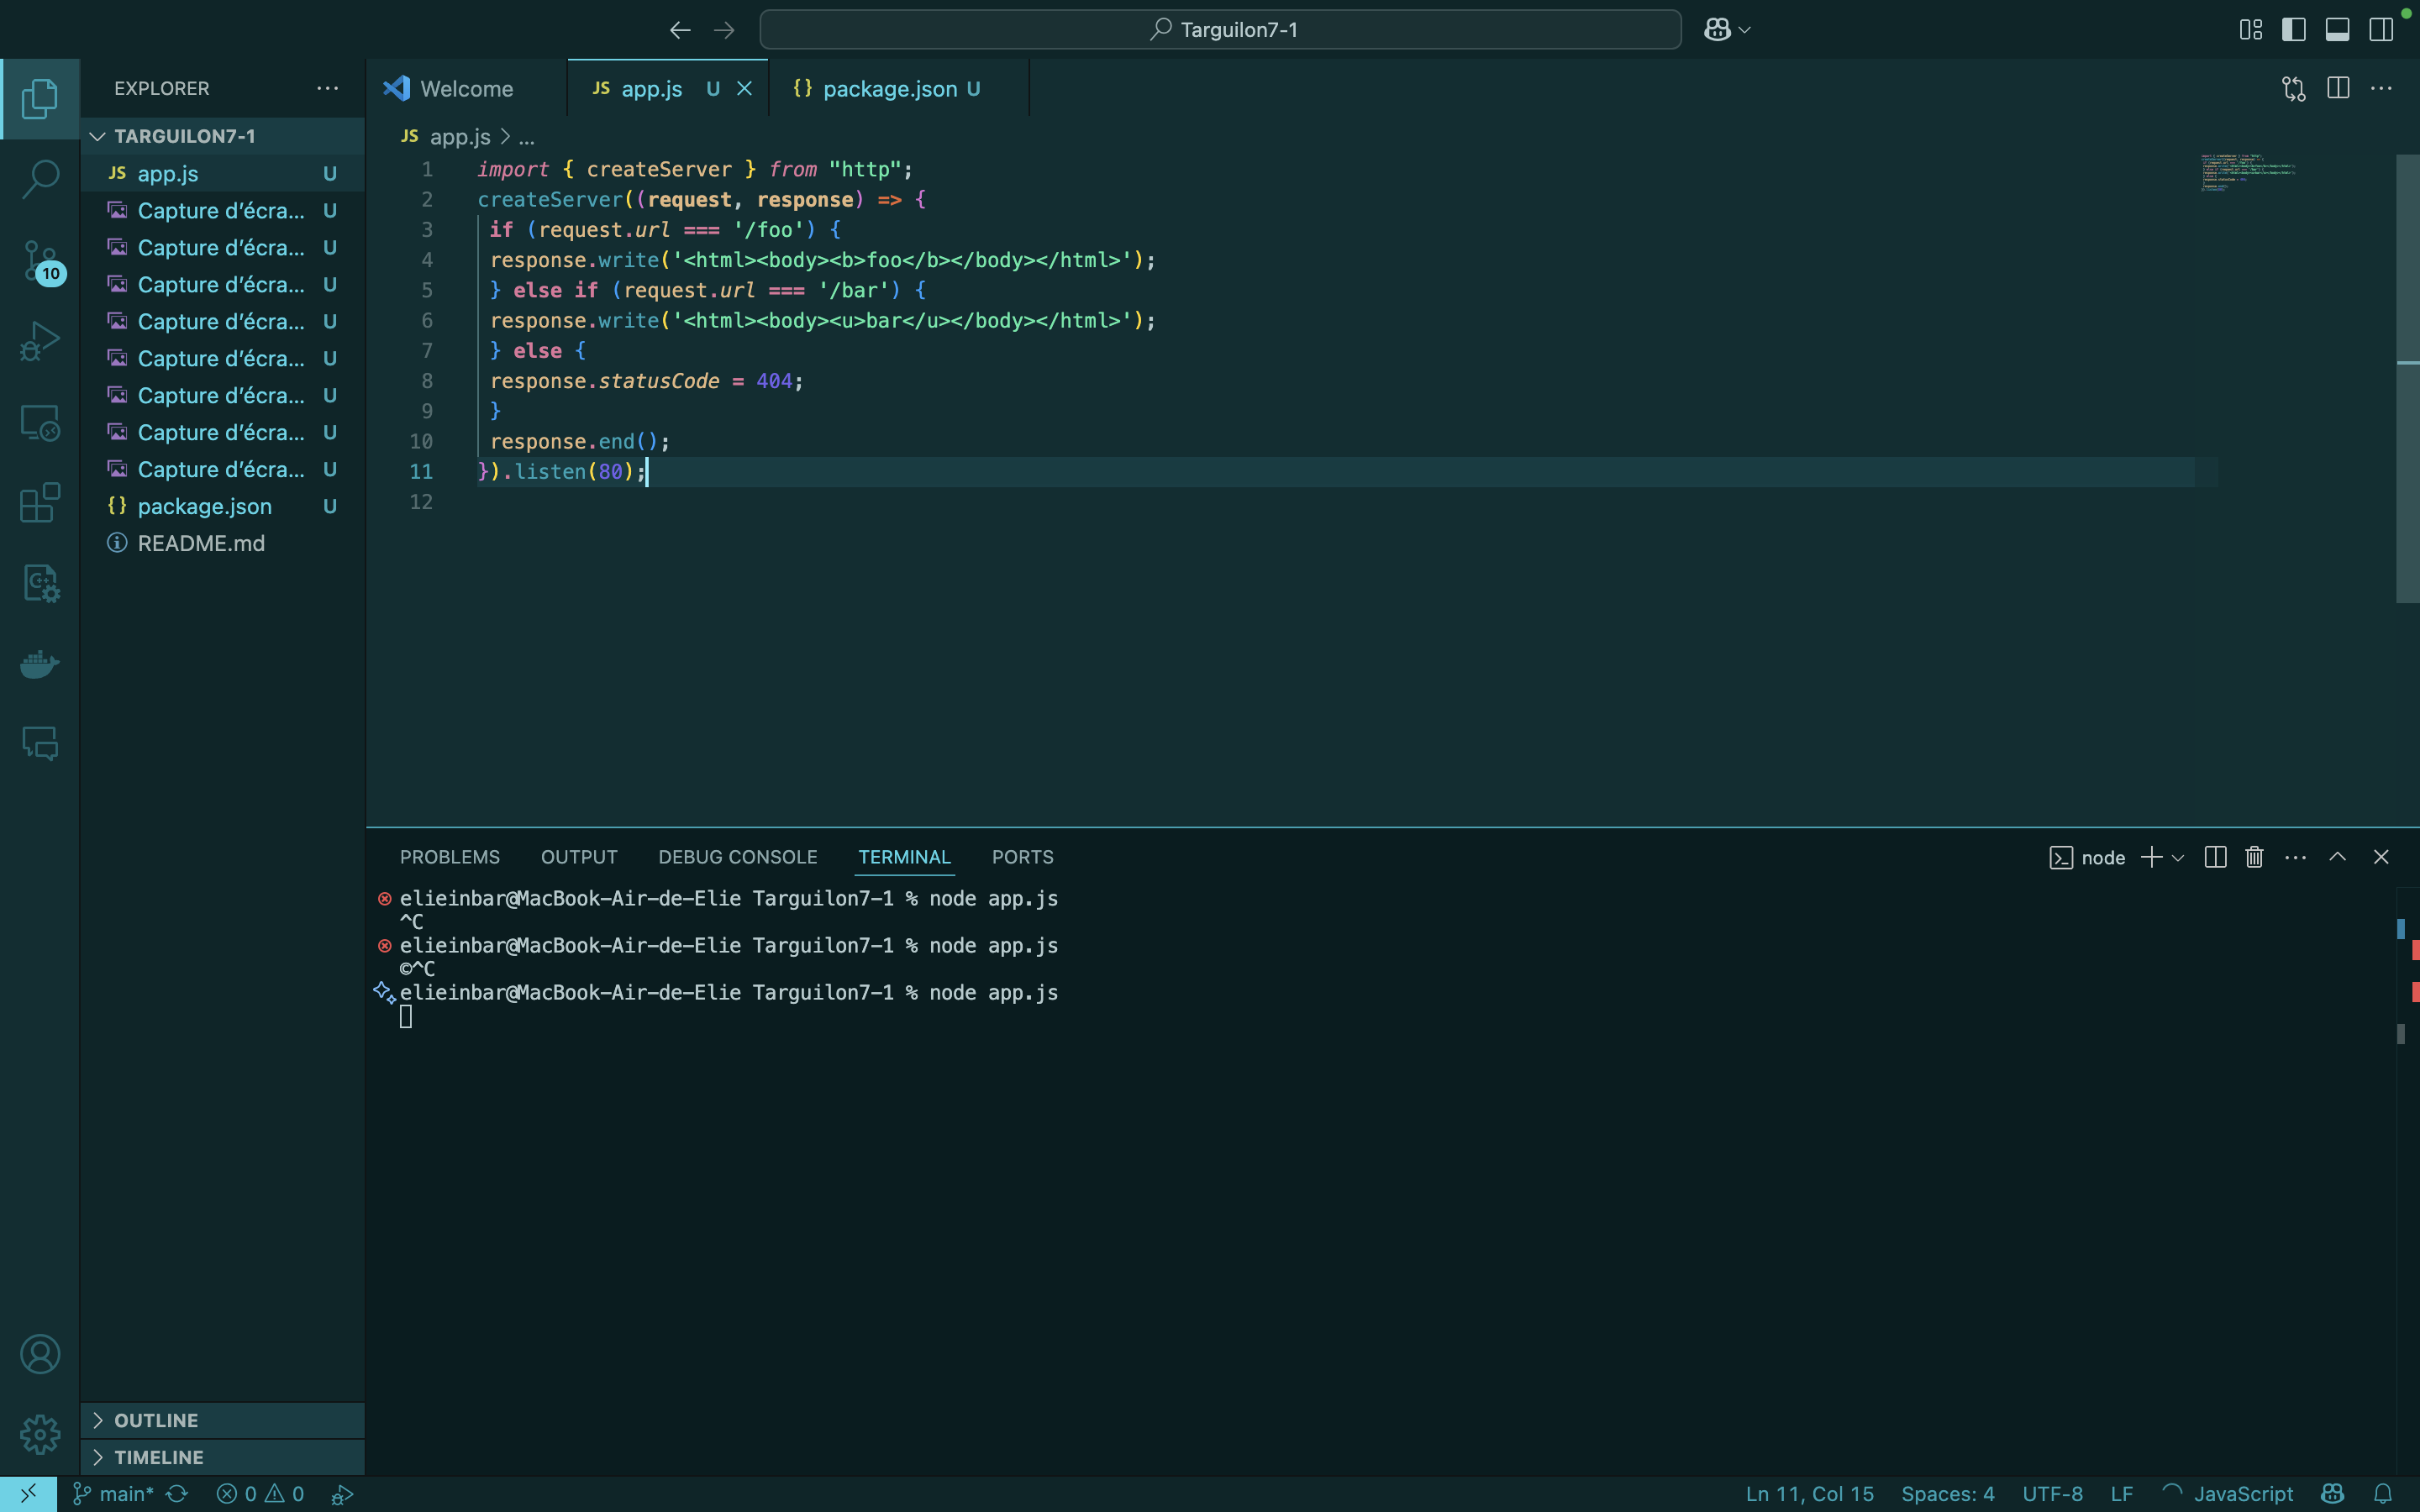 Targuilon7-1
EXPLORER
TARGUILON7-1
JS app.js U
Capture d’écra... U
Capture d’écra... U
Capture d’écra... U
Capture d’écra... U
Capture d’écra... U
Capture d’écra... U
Capture d’écra... U
Capture d’écra... U
{} package.json U
README.md
10
OUTLINE
TIMELINE
Welcome
JS app.js U
{} package.json U
JS app.js > ...
1 import { createServer } from "http";
2 createServer((request, response) => {
3 if (request.url === '/foo') {
4 response.write('<html><body><b>foo</b></body></html>');
5 } else if (request.url === '/bar') {
6 response.write('<html><body><u>bar</u></body></html>');
7 } else {
8 response.statusCode = 404;
9 }
10 response.end();
11 }).listen(80);
12
PROBLEMS OUTPUT DEBUG CONSOLE TERMINAL PORTS
node
elieinbar@MacBook-Air-de-Elie Targuilon7-1 % node app.js
^C
elieinbar@MacBook-Air-de-Elie Targuilon7-1 % node app.js
©^C
elieinbar@MacBook-Air-de-Elie Targuilon7-1 % node app.js
main* 0 0
Ln 11, Col 15 Spaces: 4 UTF-8 LF JavaScript